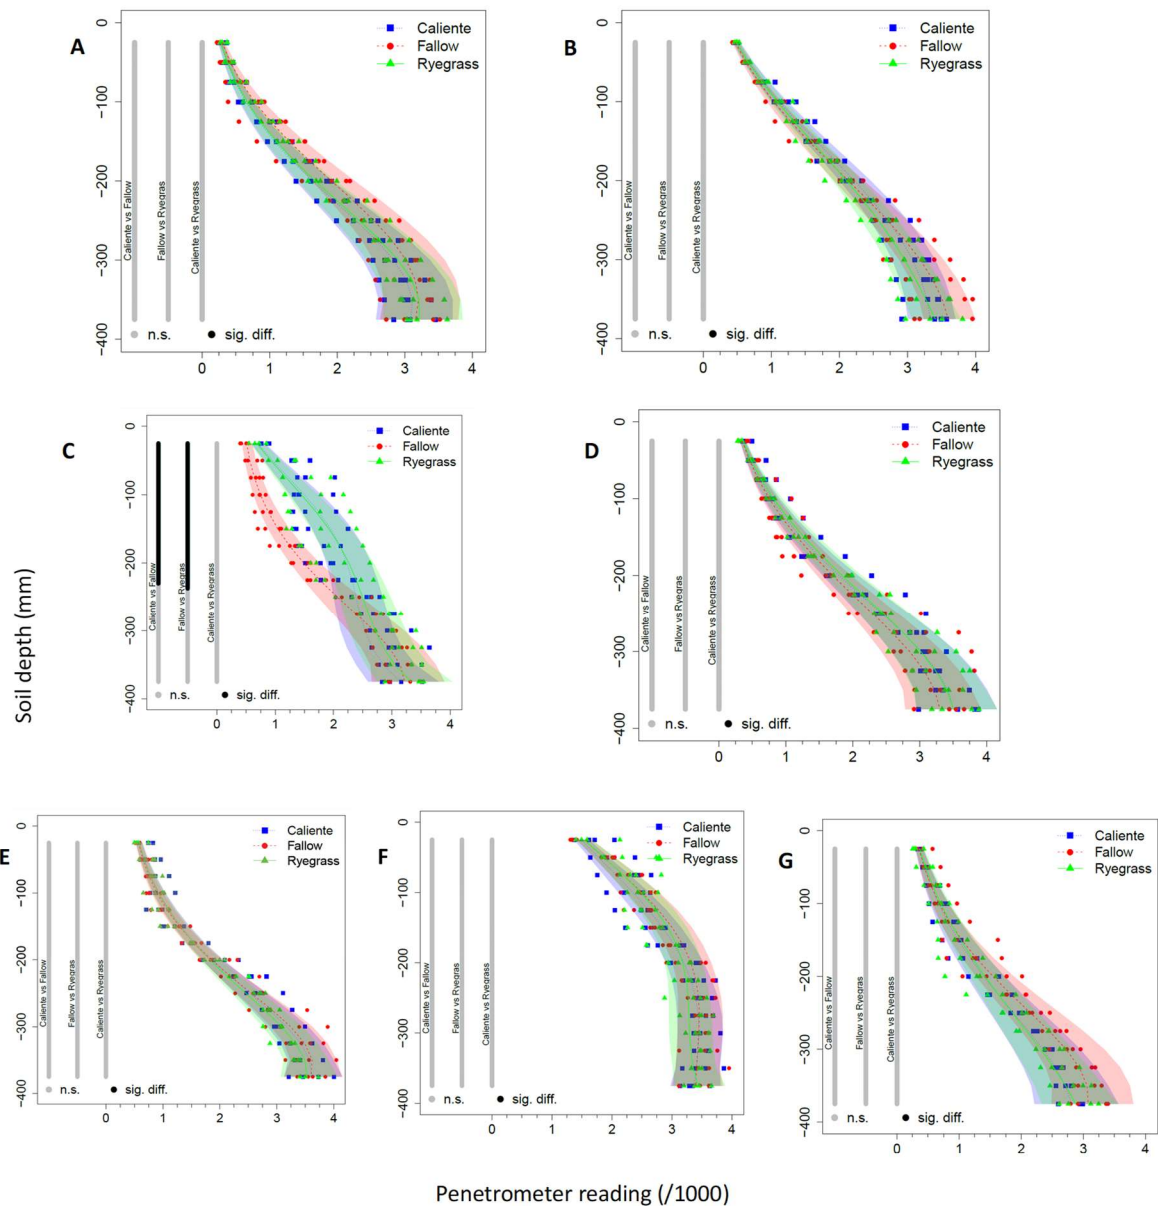 A
0
−100
−200
−300
−400
Caliente
Fallow
Ryegrass
Caliente vs Fallow
Fallow vs Ryegras
Caliente vs Ryegrass
n.s.
sig. diff.
0 1 2 3 4
B
0
−100
−200
−300
−400
Caliente
Fallow
Ryegrass
Caliente vs Fallow
Fallow vs Ryegras
Caliente vs Ryegrass
n.s.
sig. diff.
0 1 2 3 4
Soil depth (mm)
C
0
−100
−200
−300
−400
Caliente
Fallow
Ryegrass
Caliente vs Fallow
Fallow vs Ryegras
Caliente vs Ryegrass
n.s.
sig. diff.
0 1 2 3 4
D
0
−100
−200
−300
−400
Caliente
Fallow
Ryegrass
Caliente vs Fallow
Fallow vs Ryegras
Caliente vs Ryegrass
n.s.
sig. diff.
0 1 2 3 4
E
0
−100
−200
−300
−400
Caliente
Fallow
Ryegrass
Caliente vs Fallow
Fallow vs Ryegras
Caliente vs Ryegrass
n.s.
sig. diff.
0 1 2 3 4
F
0
−100
−200
−300
−400
Caliente
Fallow
Ryegrass
Caliente vs Fallow
Fallow vs Ryegras
Caliente vs Ryegrass
n.s.
sig. diff.
0 1 2 3 4
G
0
−100
−200
−300
−400
Caliente
Fallow
Ryegrass
Caliente vs Fallow
Fallow vs Ryegras
Caliente vs Ryegrass
n.s.
sig. diff.
0 1 2 3 4
Penetrometer reading (/1000)